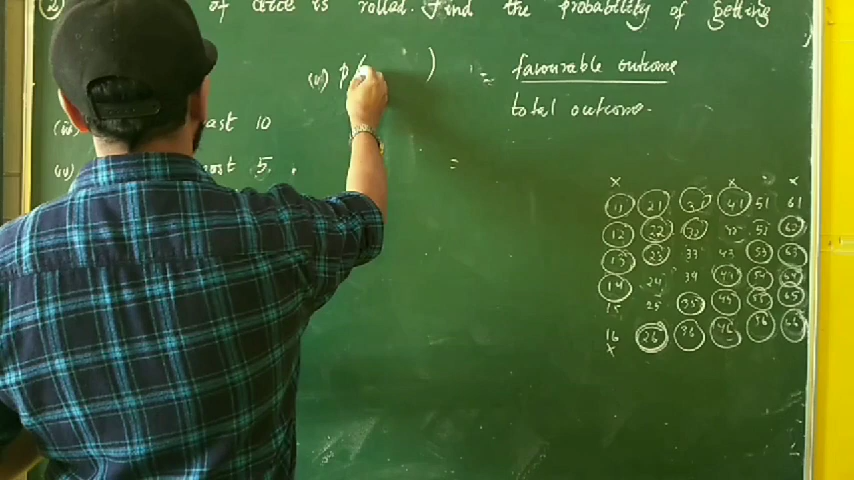 (2) of dice is rolled. Find the probability of getting
(v) P( ) = favourable outcome
total outcome.
(iii) ast 10
(iv) most 5.
=
x x x
11 21 31 41 51 61
12 22 32 42 52 62
13 23 33 43 53 63
14 24 34 44 54 64
15 25 35 45 55 65
16 26 36 46 56 66
x